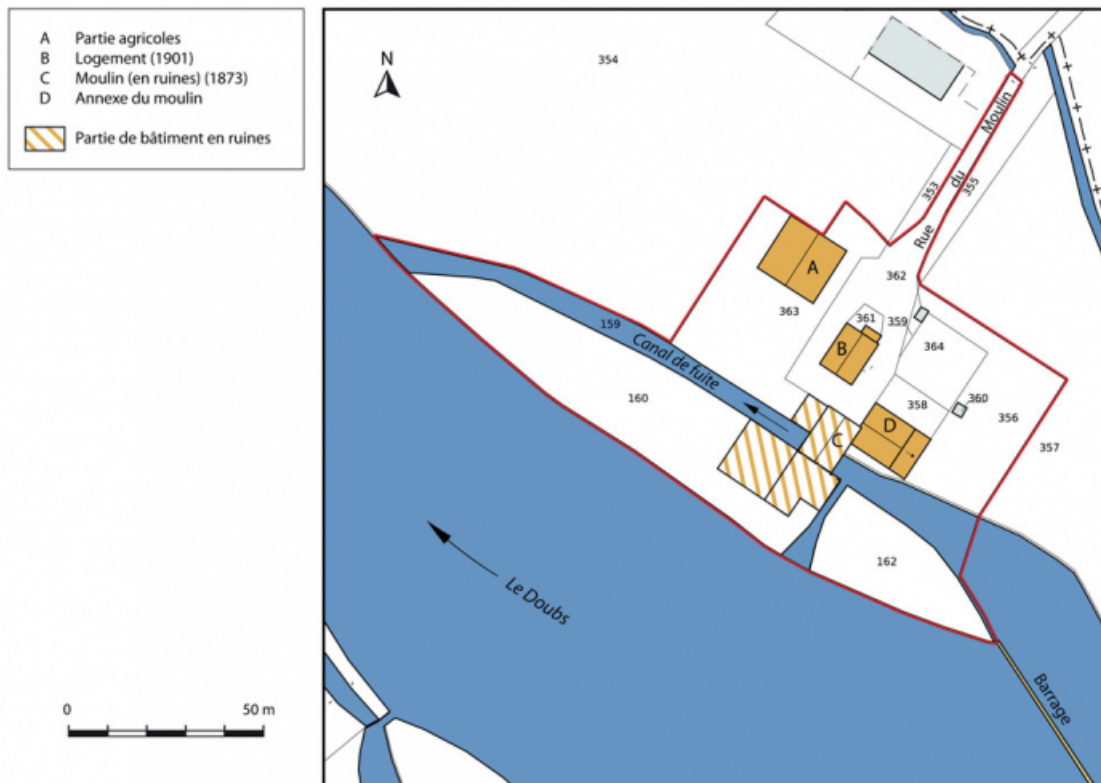 A Partie agricoles
B Logement (1901)
C Moulin (en ruines) (1873)
D Annexe du moulin
Partie de bâtiment en ruines
N
354
Rue du Moulin
353
355
A
362
363
361
359
B
364
159
Canal de fuite
160
358
360
356
D
C
357
162
Le Doubs
Barrage
0 50 m